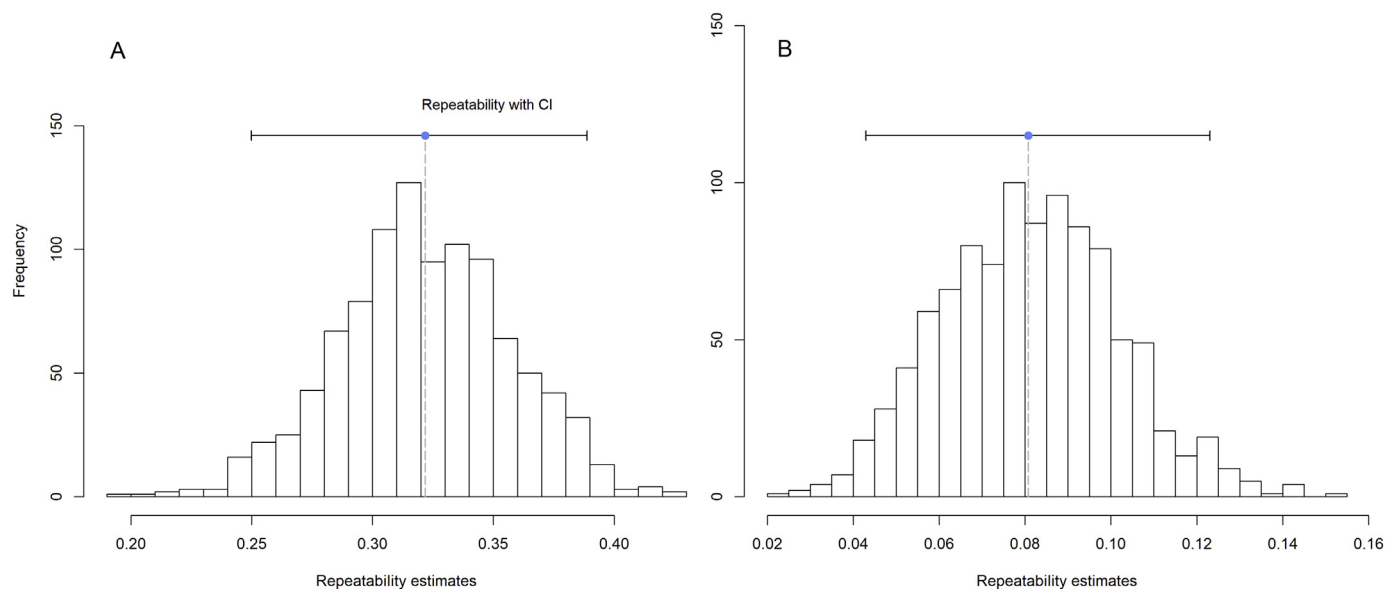 A
Repeatability with CI
Frequency
150
100
50
0
0.20 0.25 0.30 0.35 0.40
Repeatability estimates
B
150
100
50
0
0.02 0.04 0.06 0.08 0.10 0.12 0.14 0.16
Repeatability estimates